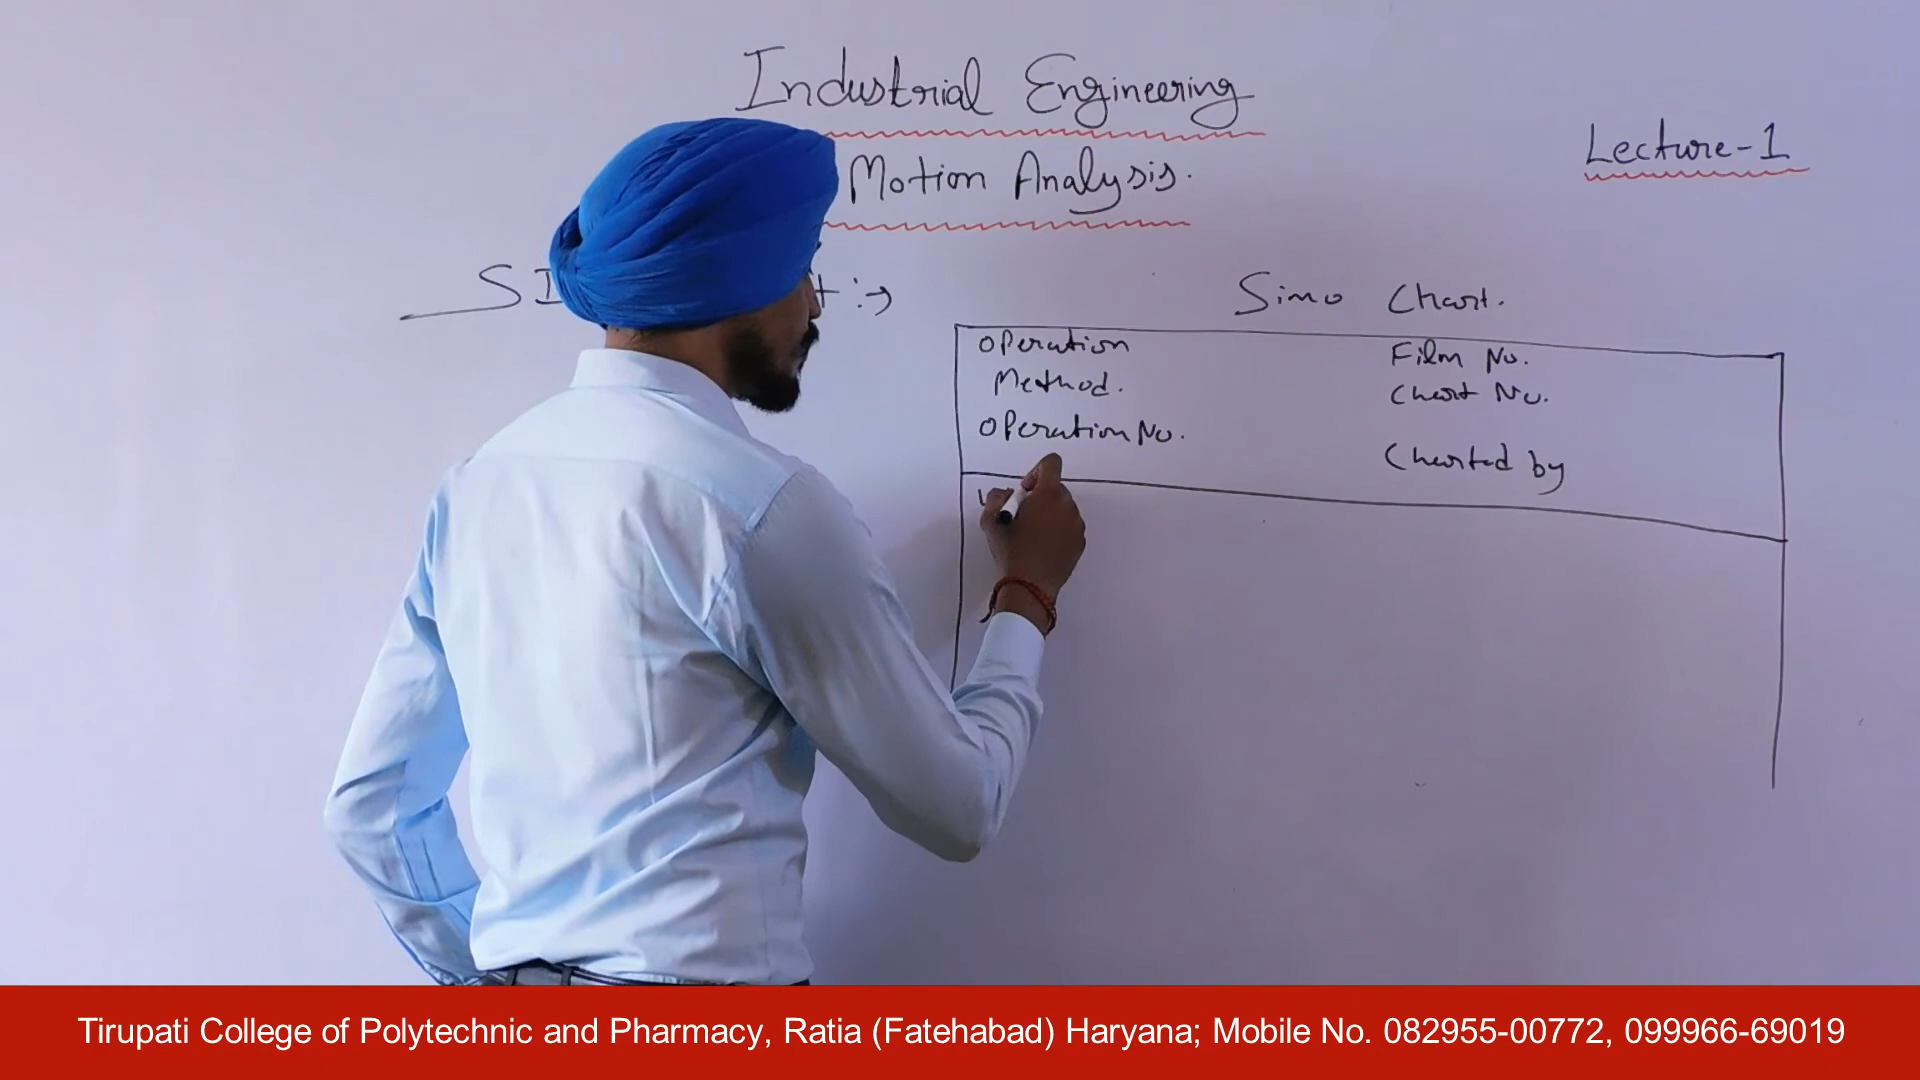 Industrial Engineering
Motion Analysis.
Lecture-1
Simo Chart.
Operation
Method.
Operation No.
Film No.
Chart No.
Charted by
Tirupati College of Polytechnic and Pharmacy, Ratia (Fatehabad) Haryana; Mobile No. 082955-00772, 099966-69019